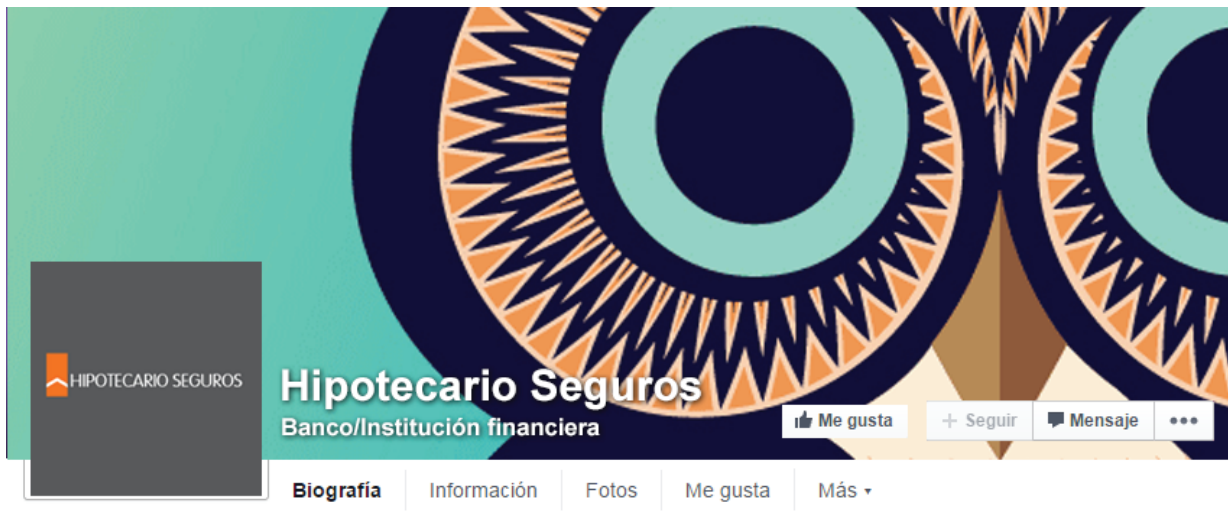 HIPOTECARIO SEGUROS
Hipotecario Seguros
Banco/Institución financiera
Me gusta
Seguir
Mensaje
Biografía
Información
Fotos
Me gusta
Más